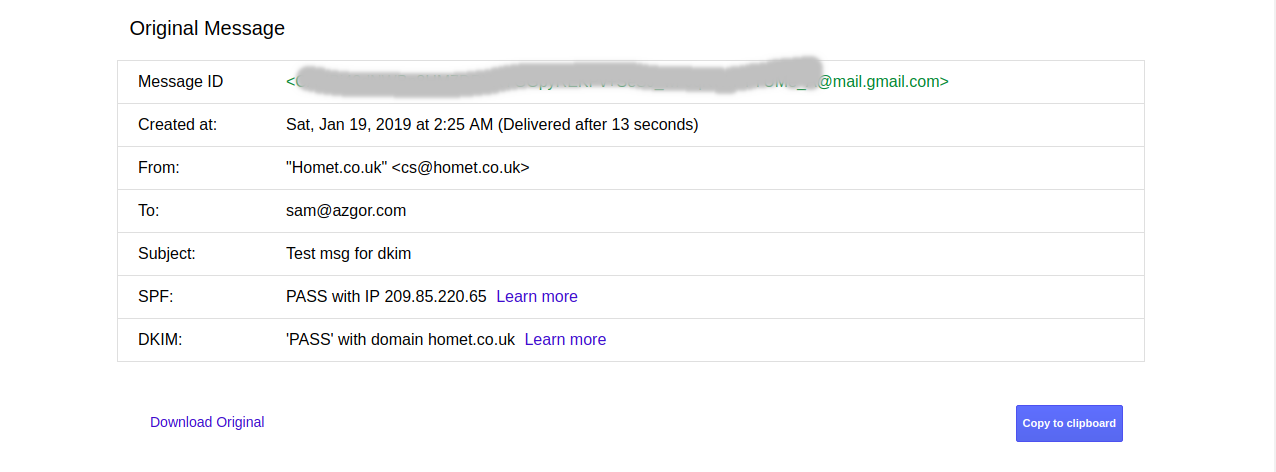 Original Message
Message ID @mail.gmail.com>
Created at: Sat, Jan 19, 2019 at 2:25 AM (Delivered after 13 seconds)
From: "Homet.co.uk" <cs@homet.co.uk>
To: sam@azgor.com
Subject: Test msg for dkim
SPF: PASS with IP 209.85.220.65 Learn more
DKIM: 'PASS' with domain homet.co.uk Learn more
Download Original Copy to clipboard